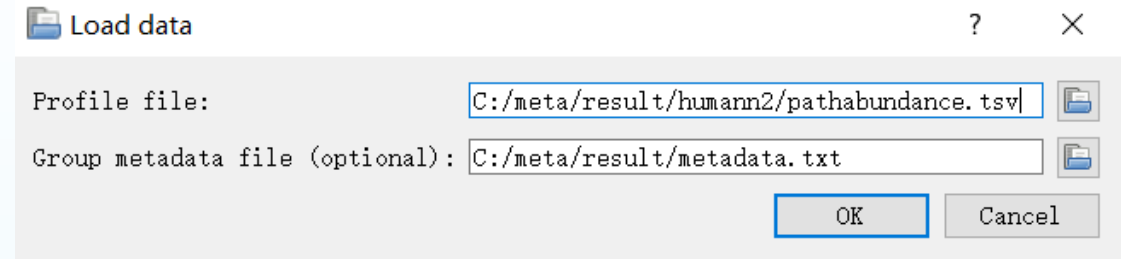 Load data
?
Profile file: C:/meta/result/humann2/pathabundance.tsv
Group metadata file (optional): C:/meta/result/metadata.txt
OK Cancel